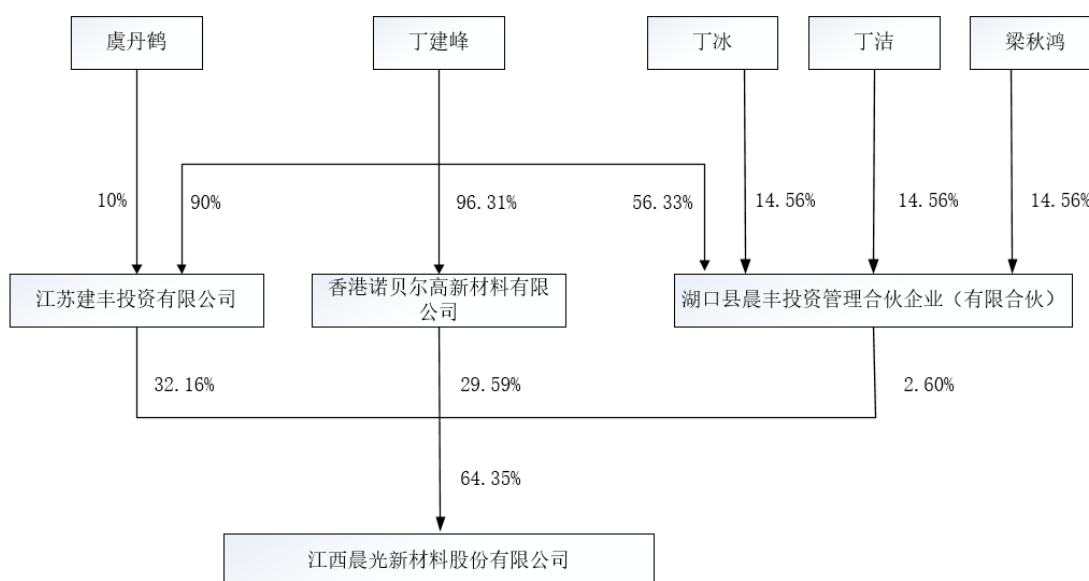 虞丹鹤
丁建峰
丁冰
丁洁
梁秋鸿
10%
90%
96.31%
56.33%
14.56%
14.56%
14.56%
江苏建丰投资有限公司
香港诺贝尔高新材料有限
公司
湖口县晨丰投资管理合伙企业（有限合伙）
32.16%
29.59%
2.60%
64.35%
江西晨光新材料股份有限公司